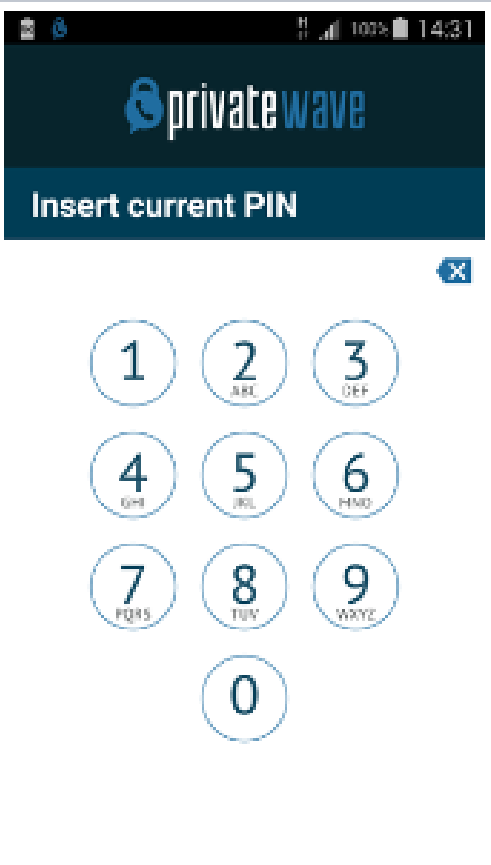 100% 14:31
privatewave
Insert current PIN
1 2 3
ABC DEF
4 5 6
GHI JKL MNO
7 8 9
PQRS TUV WXYZ
0